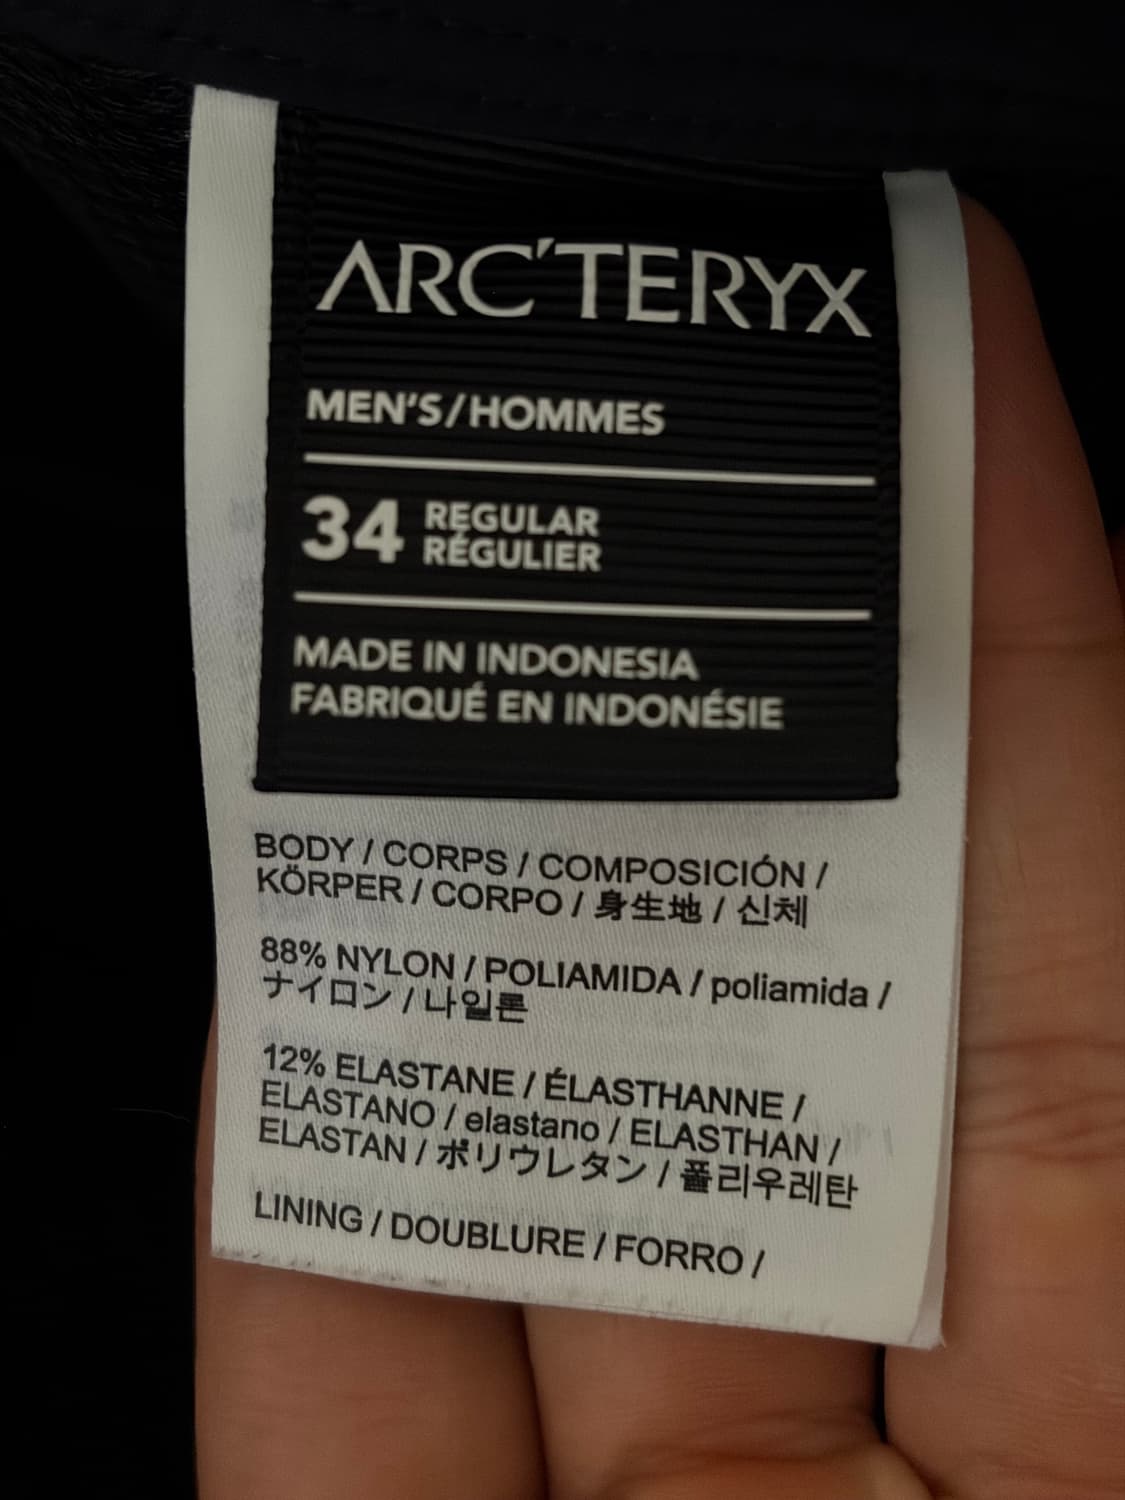 ARC'TERYX
MEN'S/HOMMES
34 REGULAR
RÉGULIER
MADE IN INDONESIA
FABRIQUÉ EN INDONÉSIE
BODY / CORPS / COMPOSICIÓN /
KÖRPER / CORPO / 身生地 / 신체
88% NYLON / POLIAMIDA / poliamida /
ナイロン / 나일론
12% ELASTANE / ÉLASTHANNE /
ELASTANO / elastano / ELASTHAN /
ELASTAN / ポリウレタン / 폴리우레탄
LINING / DOUBLURE / FORRO /